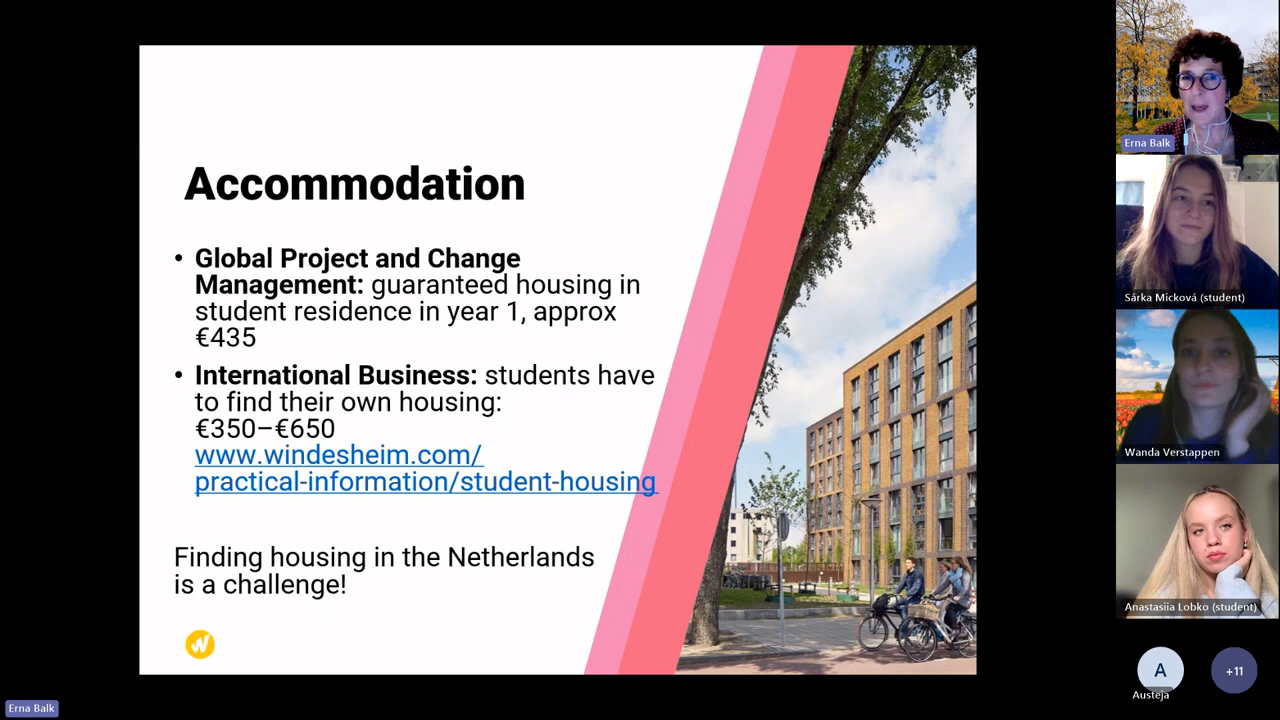 Accommodation
• Global Project and Change
Management: guaranteed housing in
student residence in year 1, approx
€435
• International Business: students have
to find their own housing:
€350–€650
www.windesheim.com/
practical-information/student-housing
Finding housing in the Netherlands
is a challenge!
W
Erna Balk
Erna Balk
Sárka Micková (student)
Wanda Verstappen
Anastasiia Lobko (student)
A
Austeja
+11